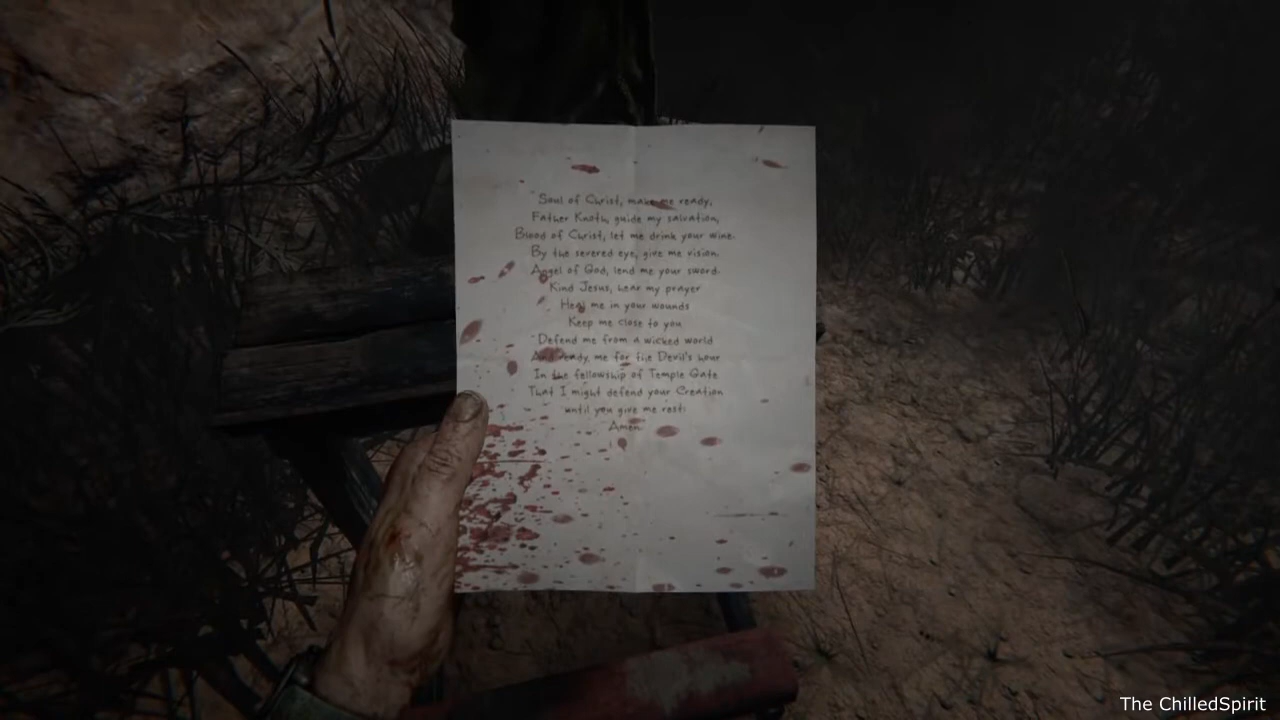 Soul of Christ, make me ready,
Father Knoth, guide my salvation,
Blood of Christ, let me drink your wine.
By the severed eye, give me vision.
Angel of God, lend me your sword.
Kind Jesus, hear my prayer
Heal me in your wounds
Keep me close to you
Defend me from a wicked world
And ready me for the Devil's hour
In the fellowship of Temple Gate
That I might defend your Creation
until you give me rest.
Amen.
The ChilledSpirit